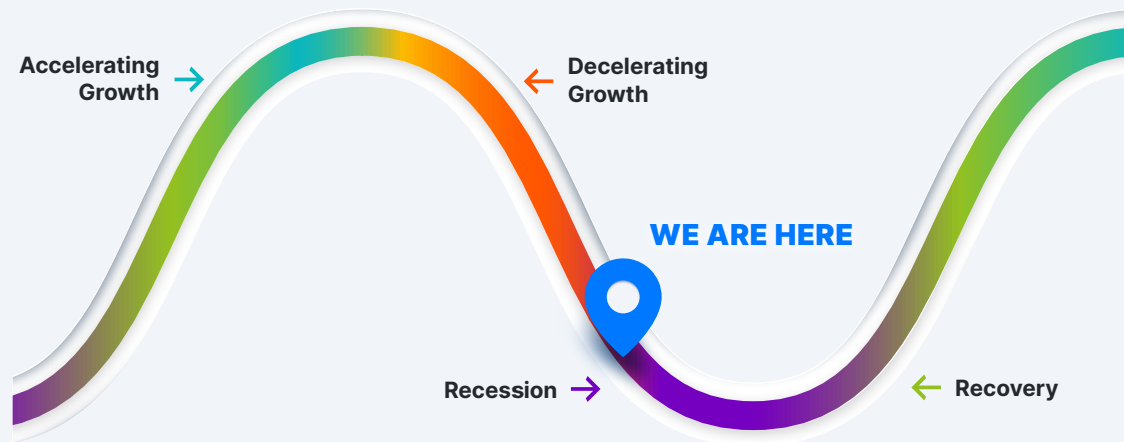 Accelerating
Growth
Decelerating
Growth
WE ARE HERE
Recession
Recovery